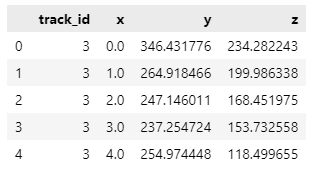 track_id x y z
0 3 0.0 346.431776 234.282243
1 3 1.0 264.918466 199.986338
2 3 2.0 247.146011 168.451975
3 3 3.0 237.254724 153.732558
4 3 4.0 254.974448 118.499655